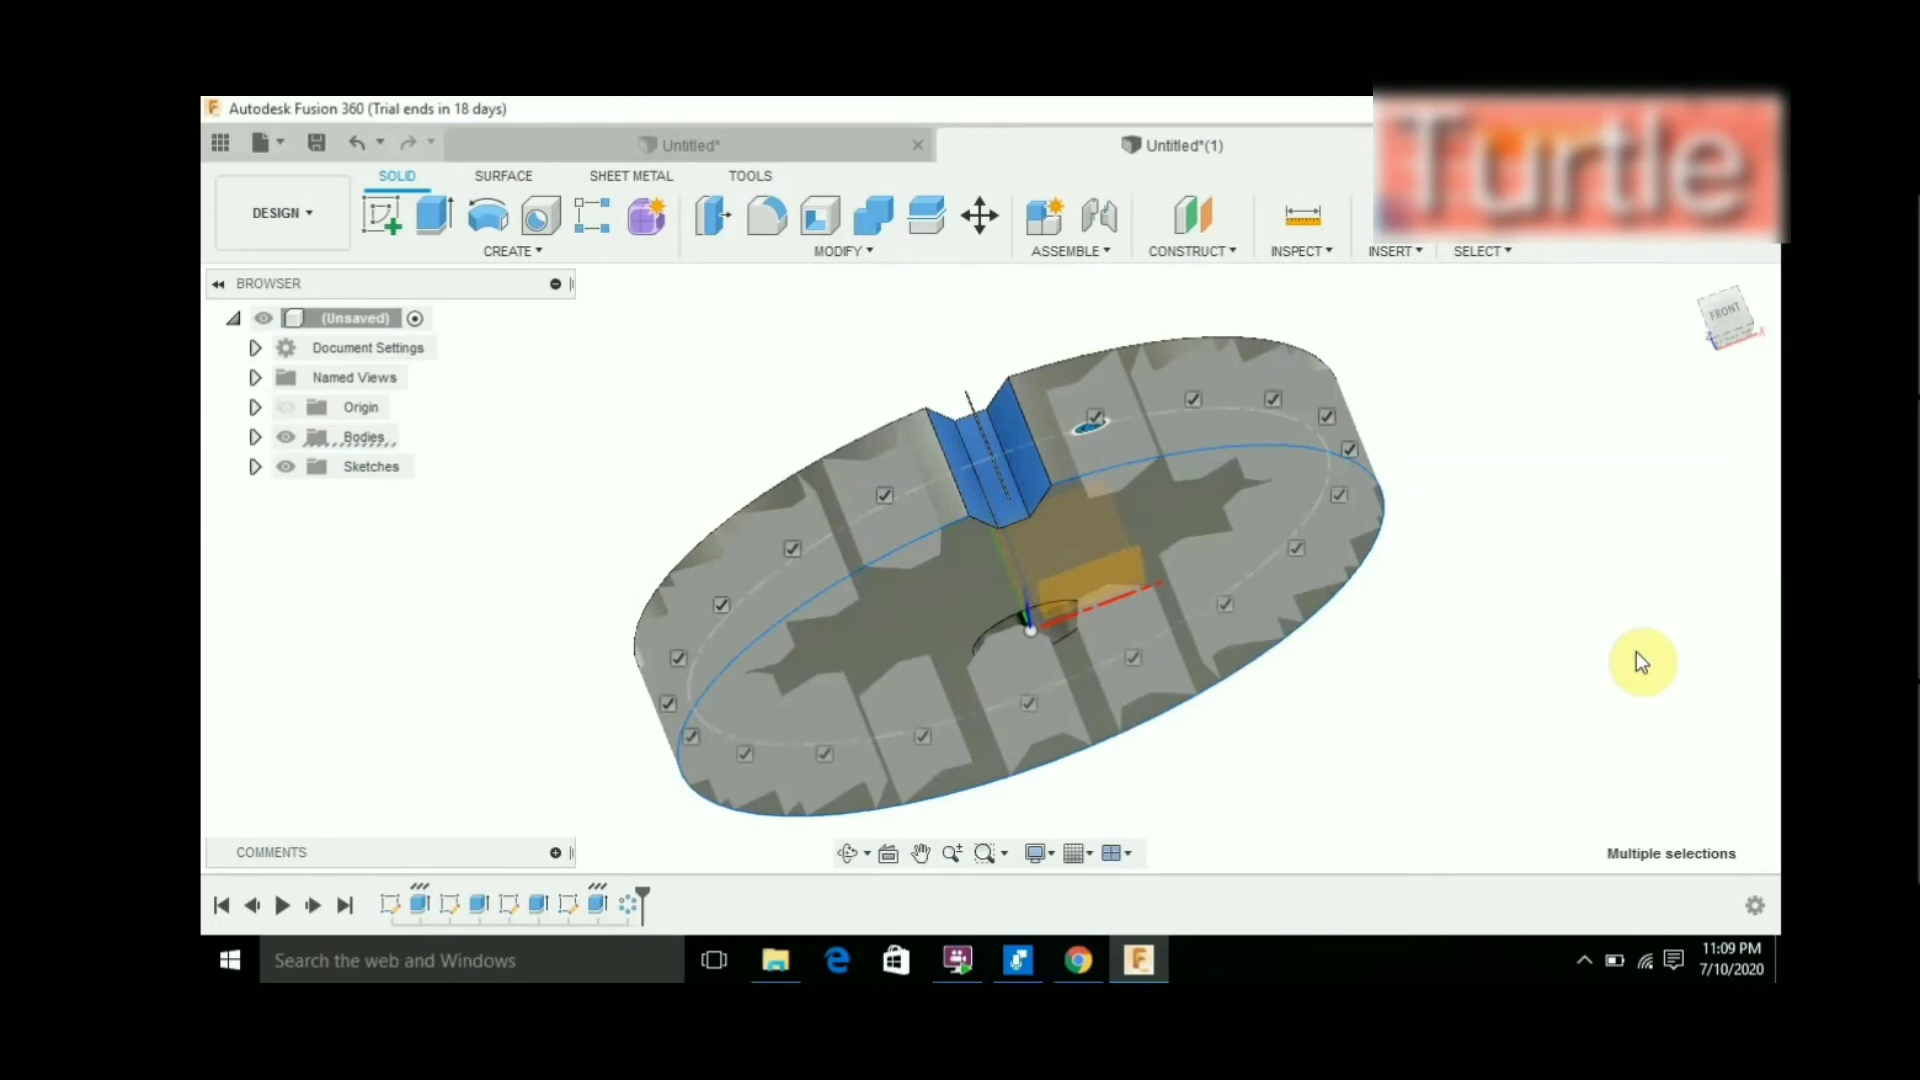 Autodesk Fusion 360 (Trial ends in 18 days)
Turtle
Untitled*
Untitled*(1)
SOLID
SURFACE
SHEET METAL
TOOLS
DESIGN
CREATE
MODIFY
ASSEMBLE
CONSTRUCT
INSPECT
INSERT
SELECT
BROWSER
(Unsaved)
Document Settings
Named Views
Origin
Bodies
Sketches
FRONT
COMMENTS
Multiple selections
Search the web and Windows
11:09 PM
7/10/2020